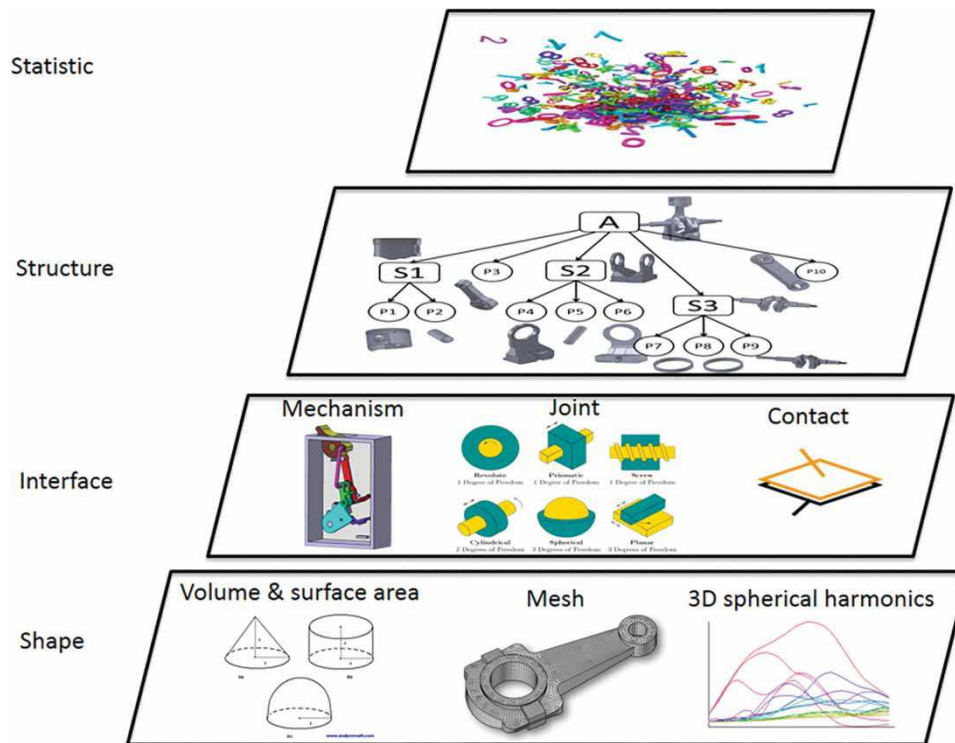 Statistic
Structure
A
S1
P3
S2
P10
P1
P2
P4
P5
P6
S3
P7
P8
P9
Interface
Mechanism
Joint
Contact
Revolute
1 Degree of Freedom
Prismatic
1 Degree of Freedom
Screw
1 Degree of Freedom
Cylindrical
2 Degrees of Freedom
Spherical
3 Degrees of Freedom
Planar
3 Degrees of Freedom
Shape
Volume & surface area
Mesh
3D spherical harmonics